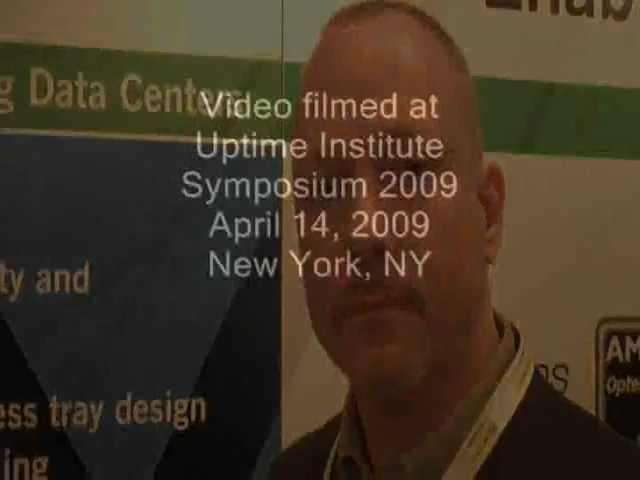 g Data Centers
Video filmed at
Uptime Institute
Symposium 2009
April 14, 2009
New York, NY
ty and
ess tray design
ing
AM
Opte